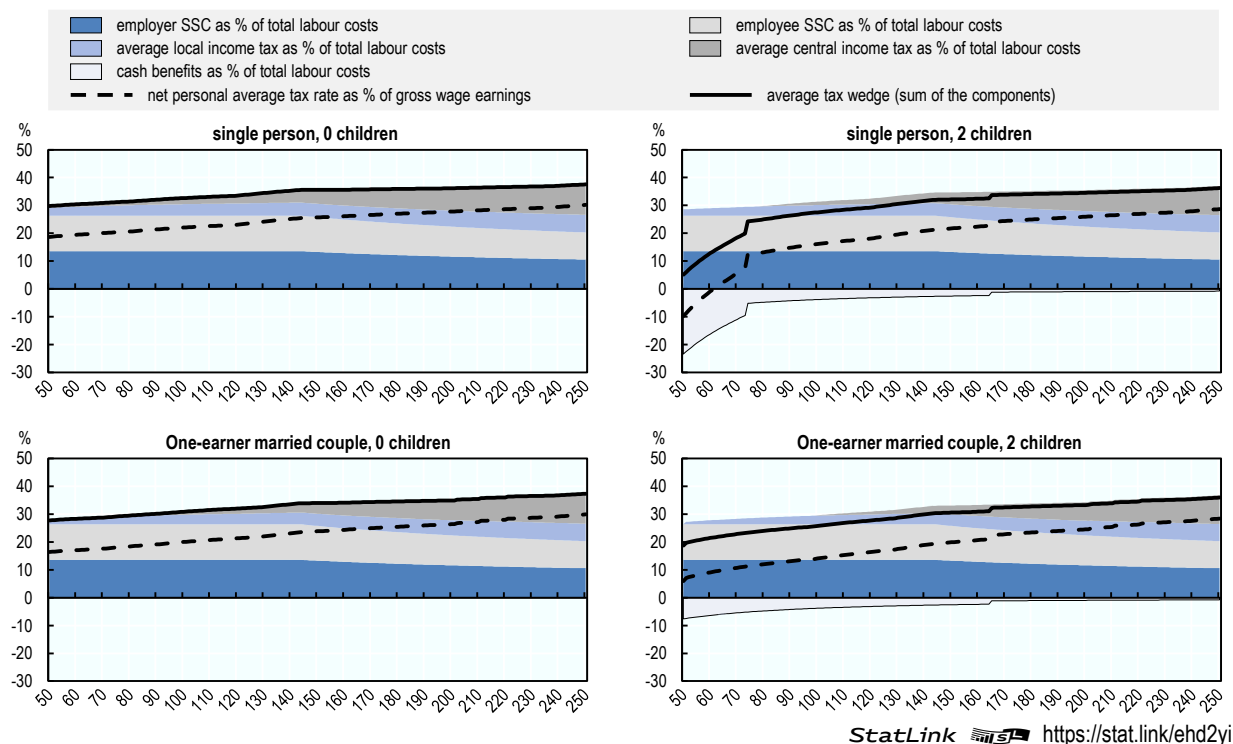 employer SSC as % of total labour costs
employee SSC as % of total labour costs
average local income tax as % of total labour costs
average central income tax as % of total labour costs
cash benefits as % of total labour costs
net personal average tax rate as % of gross wage earnings
average tax wedge (sum of the components)
%
single person, 0 children
50
40
30
20
10
0
-10
-20
-30
50 60 70 80 90 100 110 120 130 140 150 160 170 180 190 200 210 220 230 240 250
%
single person, 2 children
50
40
30
20
10
0
-10
-20
-30
50 60 70 80 90 100 110 120 130 140 150 160 170 180 190 200 210 220 230 240 250
%
One-earner married couple, 0 children
50
40
30
20
10
0
-10
-20
-30
50 60 70 80 90 100 110 120 130 140 150 160 170 180 190 200 210 220 230 240 250
%
One-earner married couple, 2 children
50
40
30
20
10
0
-10
-20
-30
50 60 70 80 90 100 110 120 130 140 150 160 170 180 190 200 210 220 230 240 250
StatLink https://stat.link/ehd2yi